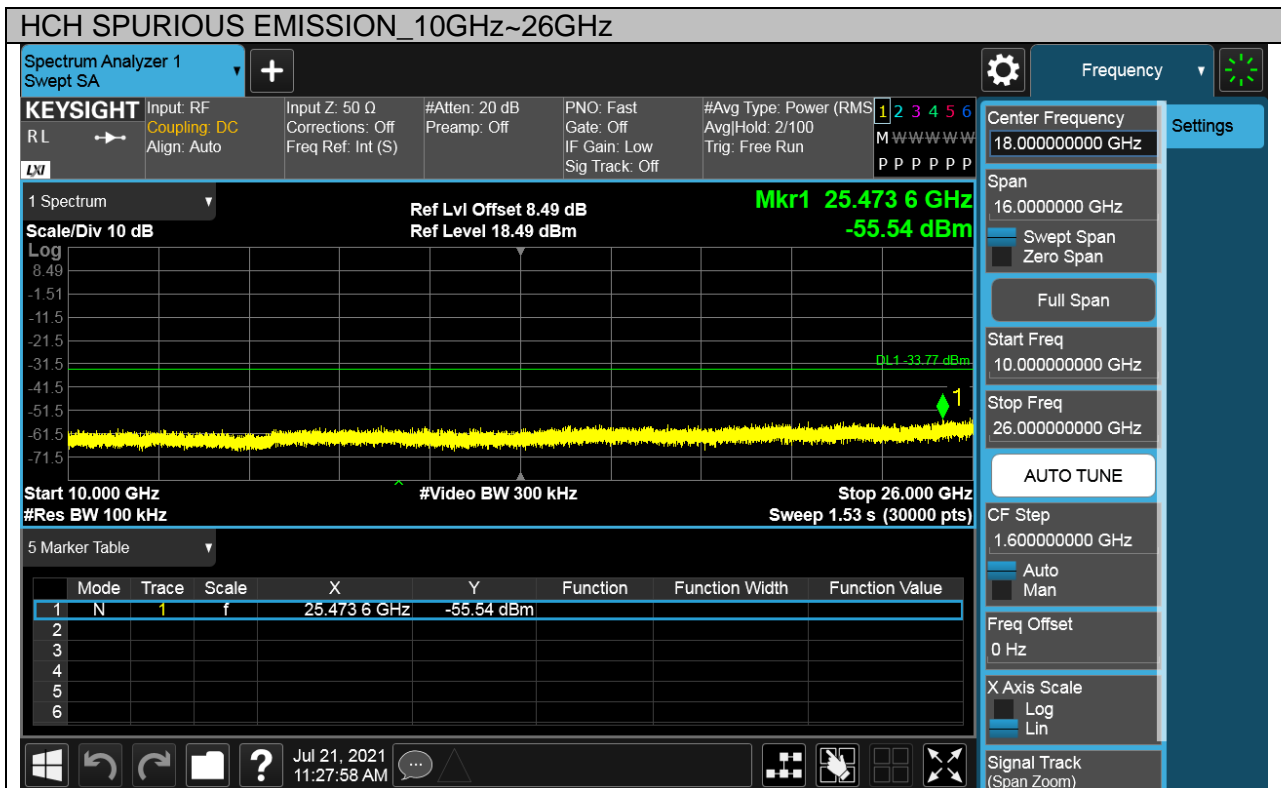 HCH SPURIOUS EMISSION_10GHz~26GHz
Spectrum Analyzer 1
Swept SA
+
Frequency
KEYSIGHT
RL
LXI
Input: RF
Coupling: DC
Align: Auto
Input Z: 50 Ω
Corrections: Off
Freq Ref: Int (S)
#Atten: 20 dB
Preamp: Off
PNO: Fast
Gate: Off
IF Gain: Low
Sig Track: Off
#Avg Type: Power (RMS
Avg|Hold: 2/100
Trig: Free Run
1 2 3 4 5 6
M W W W W W
P P P P P P
1 Spectrum
Scale/Div 10 dB
Ref Lvl Offset 8.49 dB
Ref Level 18.49 dBm
Mkr1 25.473 6 GHz
-55.54 dBm
Log
8.49
-1.51
-11.5
-21.5
-31.5
-41.5
-51.5
-61.5
-71.5
DL1 -33.77 dBm
1
Start 10.000 GHz
#Video BW 300 kHz
Stop 26.000 GHz
#Res BW 100 kHz
Sweep 1.53 s (30000 pts)
5 Marker Table
Mode Trace Scale X Y Function Function Width Function Value
1 N 1 f 25.473 6 GHz -55.54 dBm
2
3
4
5
6
Jul 21, 2021
11:27:58 AM
?
Center Frequency
18.000000000 GHz
Settings
Span
16.0000000 GHz
Swept Span
Zero Span
Full Span
Start Freq
10.000000000 GHz
Stop Freq
26.000000000 GHz
AUTO TUNE
CF Step
1.600000000 GHz
Auto
Man
Freq Offset
0 Hz
X Axis Scale
Log
Lin
Signal Track
(Span Zoom)